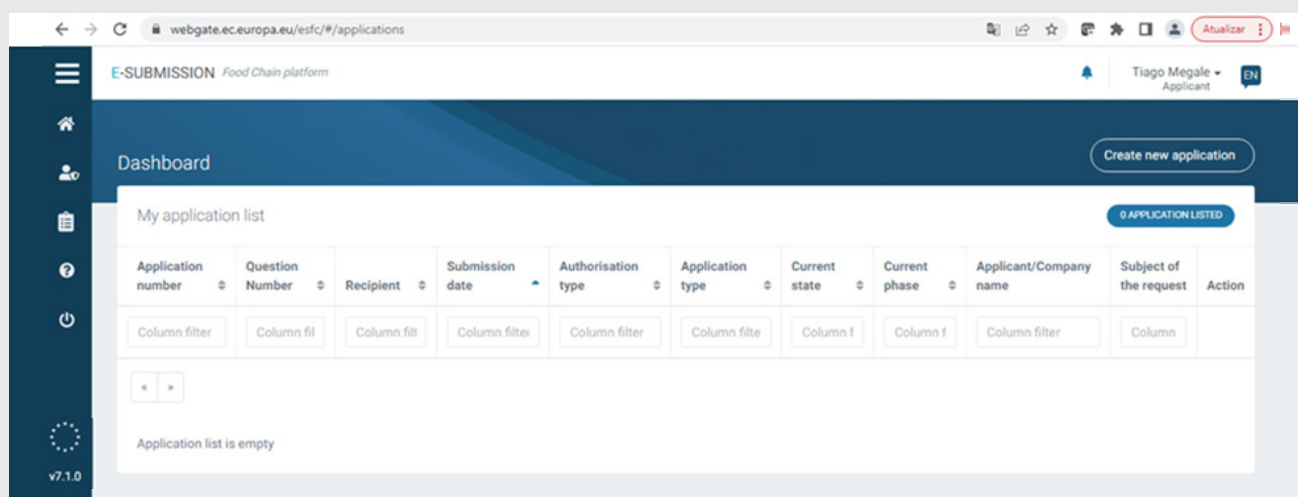 webgate.ec.europa.eu/esfc/#/applications
Atualizar
E-SUBMISSION Food Chain platform
Tiago Megale
Applicant
EN
Dashboard
Create new application
My application list
0 APPLICATION LISTED
Application number
Question Number
Recipient
Submission date
Authorisation type
Application type
Current state
Current phase
Applicant/Company name
Subject of the request
Action
Column filter
Column fil
Column filt
Column filter
Column filter
Column filte
Column f
Column f
Column filter
Column
« »
Application list is empty
v7.1.0